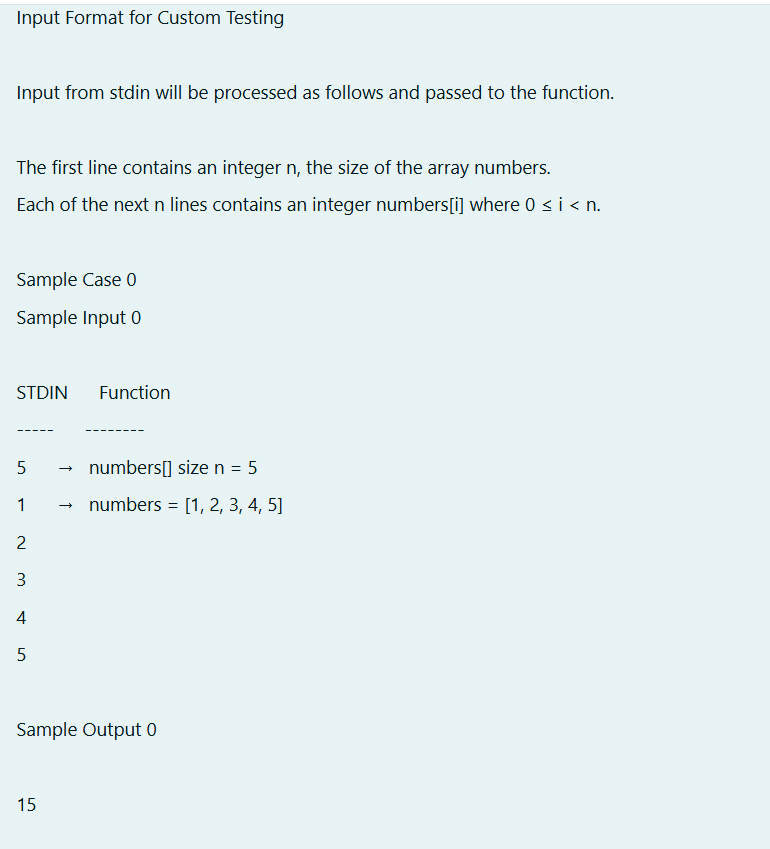 Input Format for Custom Testing
Input from stdin will be processed as follows and passed to the function.
The first line contains an integer n, the size of the array numbers.
Each of the next n lines contains an integer numbers[i] where 0 ≤ i < n.
Sample Case 0
Sample Input 0
STDIN Function
----- --------
5 → numbers[] size n = 5
1 → numbers = [1, 2, 3, 4, 5]
2
3
4
5
Sample Output 0
15